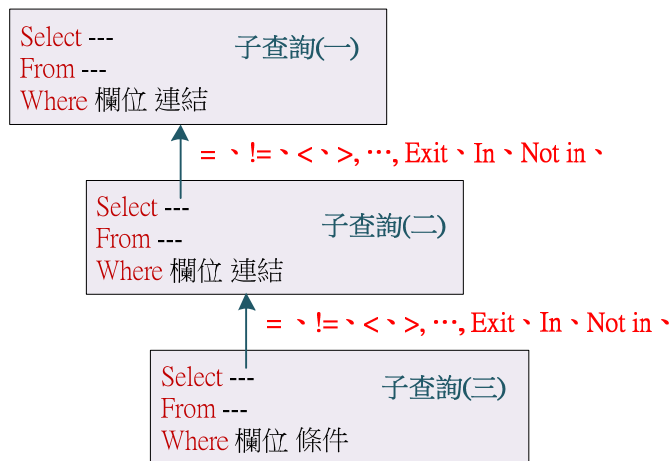 Select ---
子查詢(一)
From ---
Where 欄位 連結
= 、!=、<、>, …, Exit、In、Not in、
Select ---
子查詢(二)
From ---
Where 欄位 連結
= 、!=、<、>, …, Exit、In、Not in、
Select ---
子查詢(三)
From ---
Where 欄位 條件